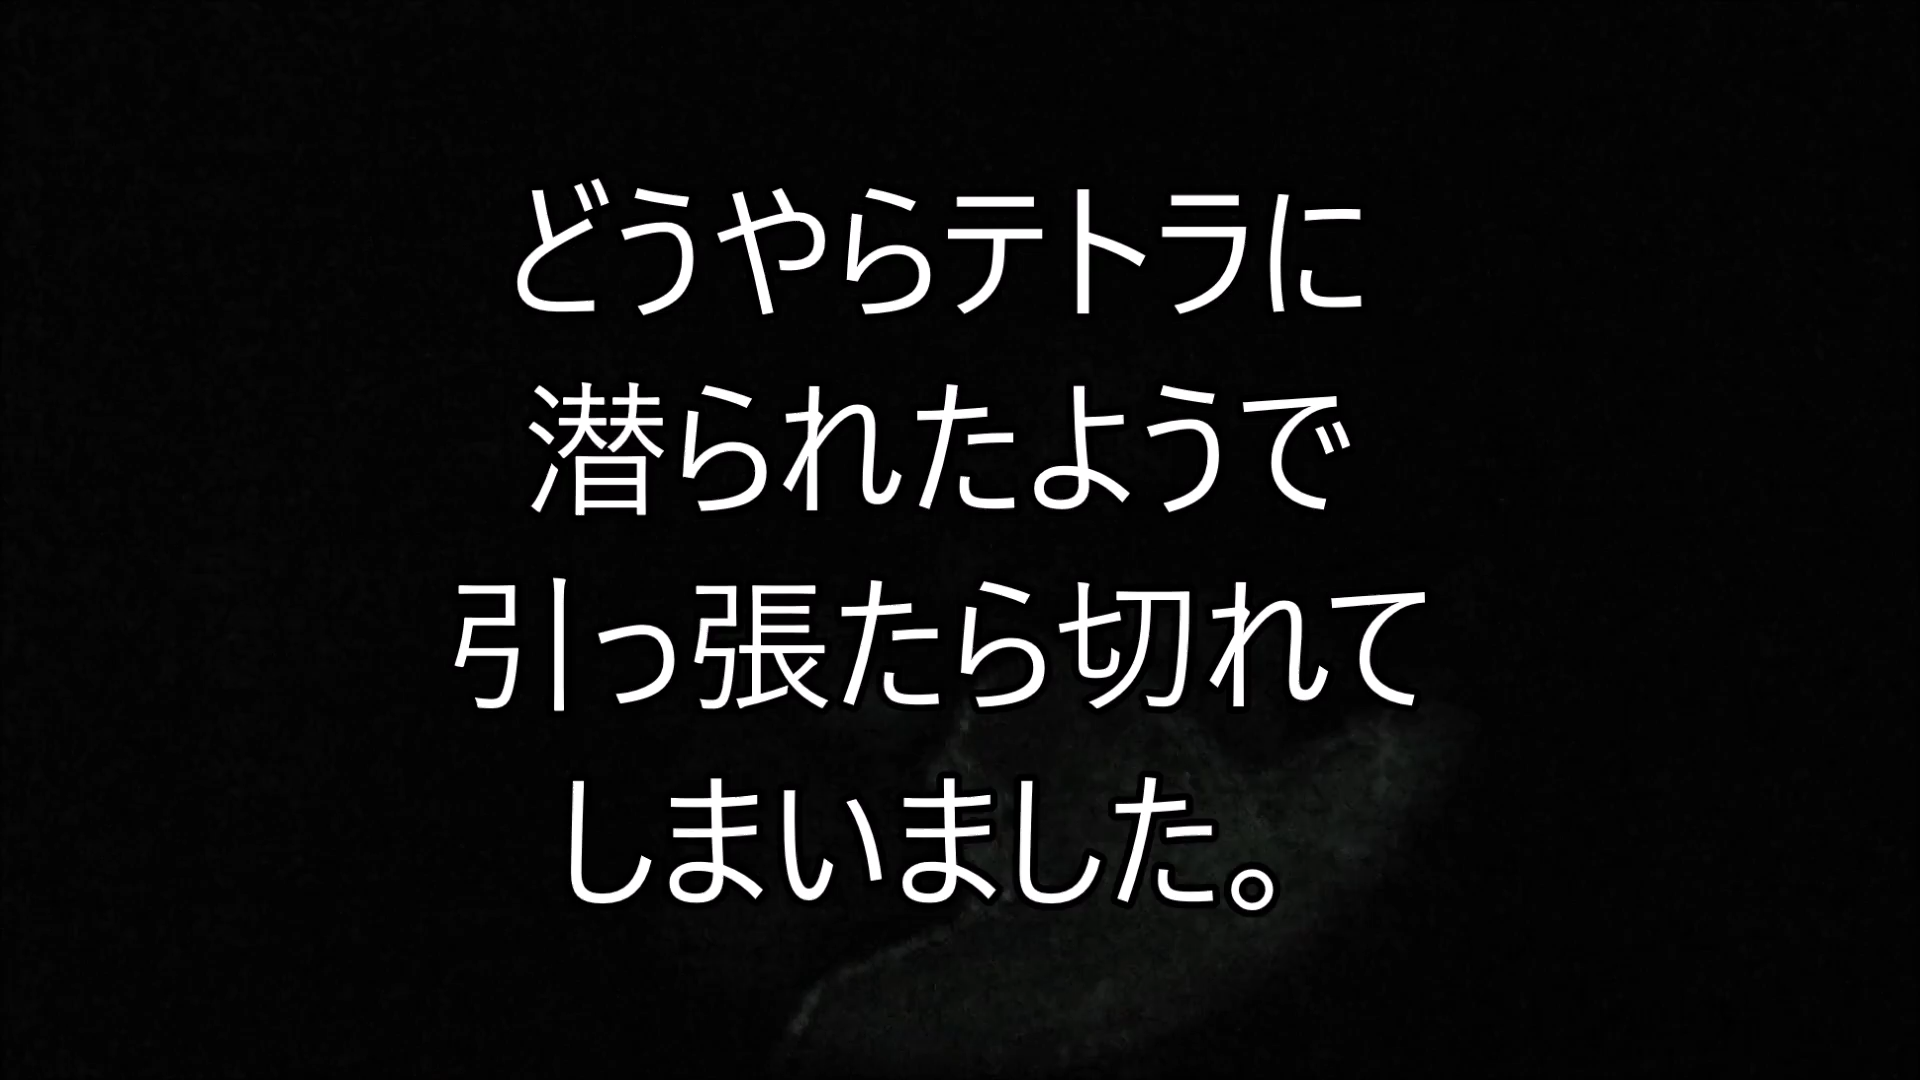 どうやらテトラに
潜られたようで
引っ張たら切れて
しまいました。